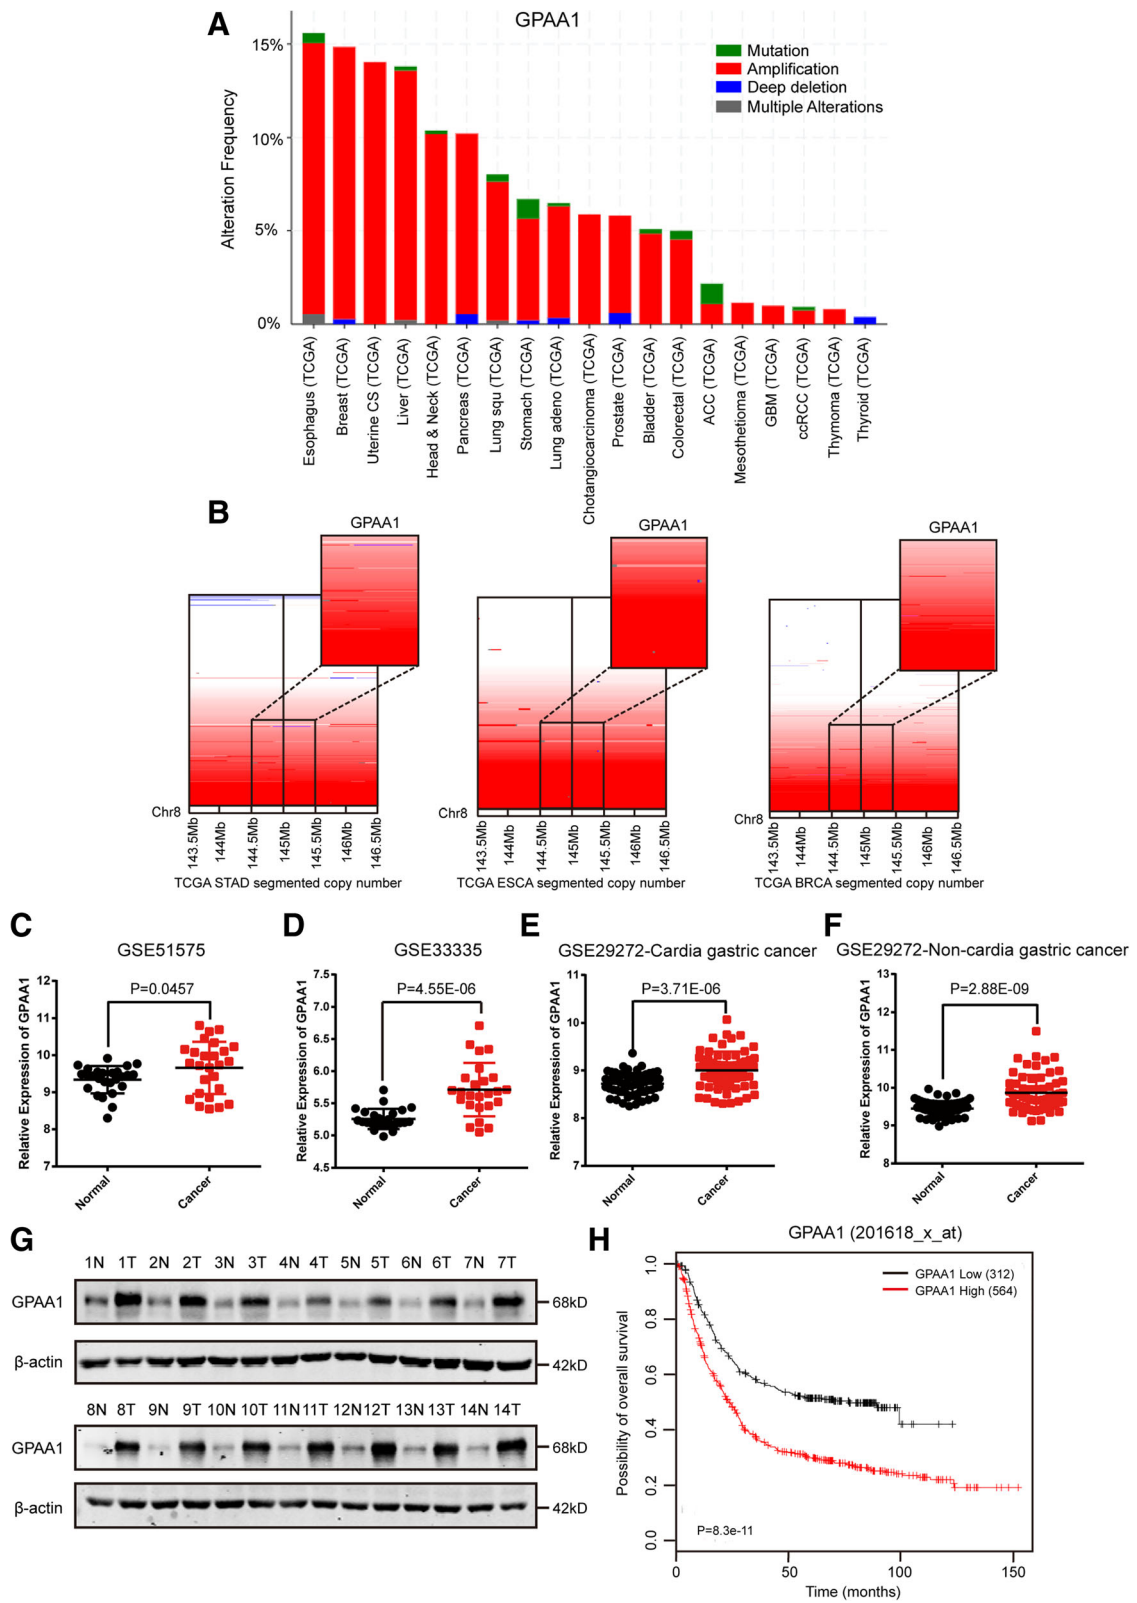 A
GPAA1
15%
10%
5%
0%
Alteration Frequency
Mutation
Amplification
Deep deletion
Multiple Alterations
Esophagus (TCGA)
Breast (TCGA)
Uterine CS (TCGA)
Liver (TCGA)
Head & Neck (TCGA)
Pancreas (TCGA)
Lung squ (TCGA)
Stomach (TCGA)
Lung adeno (TCGA)
Chotangiocarcinoma (TCGA)
Prostate (TCGA)
Bladder (TCGA)
Colorectal (TCGA)
ACC (TCGA)
Mesothetioma (TCGA)
GBM (TCGA)
ccRCC (TCGA)
Thymoma (TCGA)
Thyroid (TCGA)
B
GPAA1
Chr8
143.5Mb
144Mb
144.5Mb
145Mb
145.5Mb
146Mb
146.5Mb
TCGA STAD segmented copy number
GPAA1
Chr8
143.5Mb
144Mb
144.5Mb
145Mb
145.5Mb
146Mb
146.5Mb
TCGA ESCA segmented copy number
GPAA1
Chr8
143.5Mb
144Mb
144.5Mb
145Mb
145.5Mb
146Mb
146.5Mb
TCGA BRCA segmented copy number
C
GSE51575
Relative Expression of GPAA1
12
11
10
9
8
7
P=0.0457
Normal
Cancer
D
GSE33335
Relative Expression of GPAA1
7.5
7.0
6.5
6.0
5.5
5.0
4.5
P=4.55E-06
Normal
Cancer
E
GSE29272-Cardia gastric cancer
Relative Expression of GPAA1
11
10
9
8
7
P=3.71E-06
Normal
Cancer
F
GSE29272-Non-cardia gastric cancer
Relative Expression of GPAA1
13
12
11
10
9
8
P=2.88E-09
Normal
Cancer
G
1N 1T 2N 2T 3N 3T 4N 4T 5N 5T 6N 6T 7N 7T
GPAA1
68kD
β-actin
42kD
8N 8T 9N 9T 10N 10T 11N 11T 12N 12T 13N 13T 14N 14T
GPAA1
68kD
β-actin
42kD
H
GPAA1 (201618_x_at)
Possibility of overall survival
1.0
0.8
0.6
0.4
0.2
0.0
GPAA1 Low (312)
GPAA1 High (564)
P=8.3e-11
0
50
100
150
Time (months)